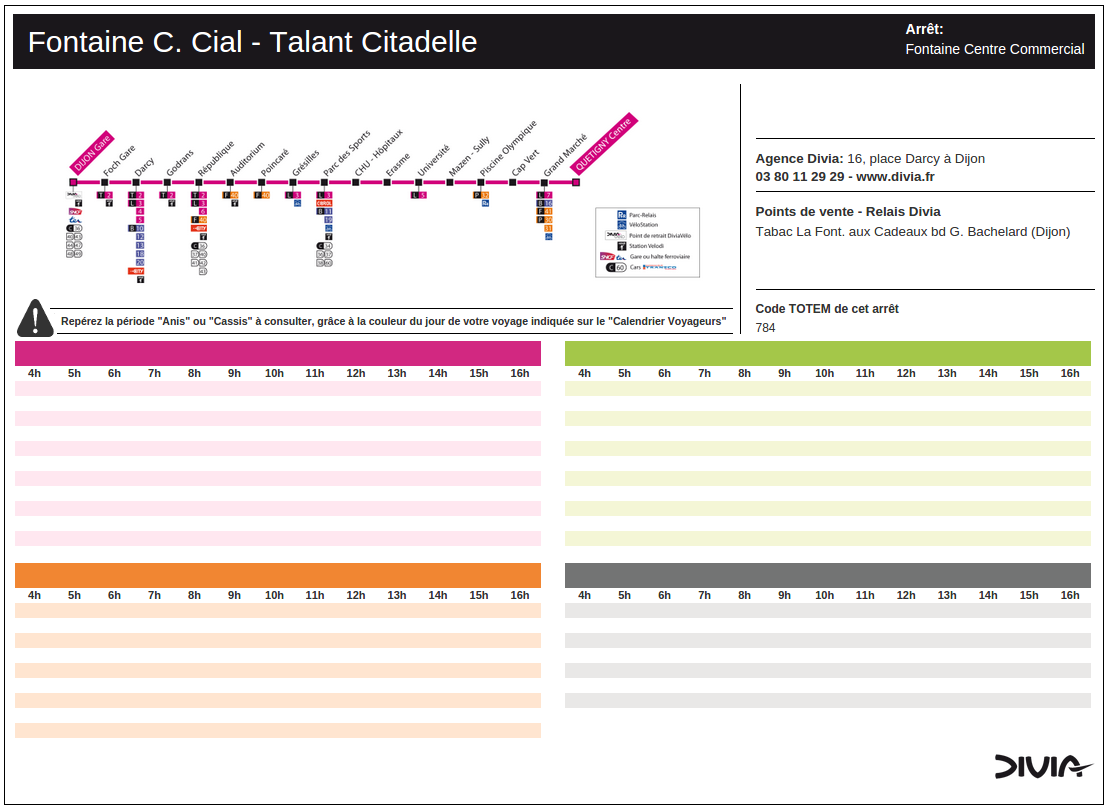 Fontaine C. Cial - Talant Citadelle
Arrêt:
Fontaine Centre Commercial
DIJON Gare
Foch Gare
Darcy
Godrans
République
Auditorium
Poincaré
Grésilles
Parc des Sports
CHU - Hôpitaux
Erasme
Université
Mazen - Sully
Piscine Olympique
Cap Vert
Grand Marché
QUETIGNY Centre
Parc-Relais
VéloStation
Point de retrait DiviaVélo
Station Velodi
Gare ou halte ferroviaire
C 60 Cars
Agence Divia: 16, place Darcy à Dijon
03 80 11 29 29 - www.divia.fr
Points de vente - Relais Divia
Tabac La Font. aux Cadeaux bd G. Bachelard (Dijon)
Code TOTEM de cet arrêt
784
Repérez la période "Anis" ou "Cassis" à consulter, grâce à la couleur du jour de votre voyage indiquée sur le "Calendrier Voyageurs"
4h 5h 6h 7h 8h 9h 10h 11h 12h 13h 14h 15h 16h
4h 5h 6h 7h 8h 9h 10h 11h 12h 13h 14h 15h 16h
4h 5h 6h 7h 8h 9h 10h 11h 12h 13h 14h 15h 16h
4h 5h 6h 7h 8h 9h 10h 11h 12h 13h 14h 15h 16h
DIVIA